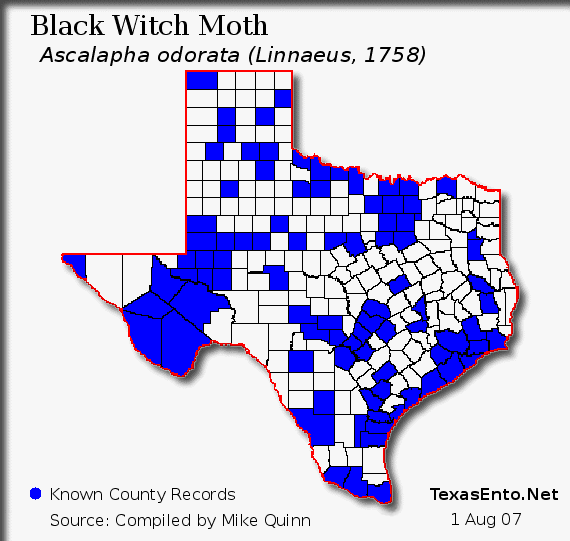 Black Witch Moth
Ascalapha odorata (Linnaeus, 1758)
Known County Records
Source: Compiled by Mike Quinn
TexasEnto.Net
1 Aug 07